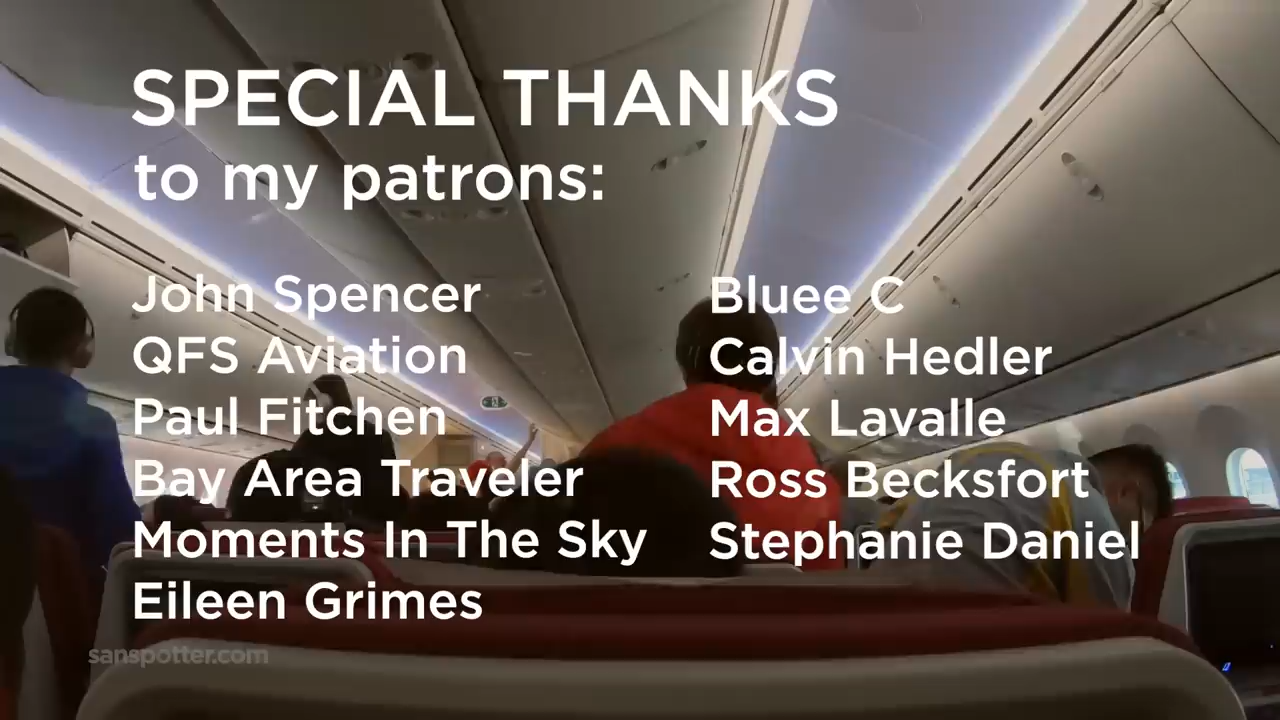 SPECIAL THANKS
to my patrons:
John Spencer
QFS Aviation
Paul Fitchen
Bay Area Traveler
Moments In The Sky
Eileen Grimes
Bluee C
Calvin Hedler
Max Lavalle
Ross Becksfort
Stephanie Daniel
sanspotter.com